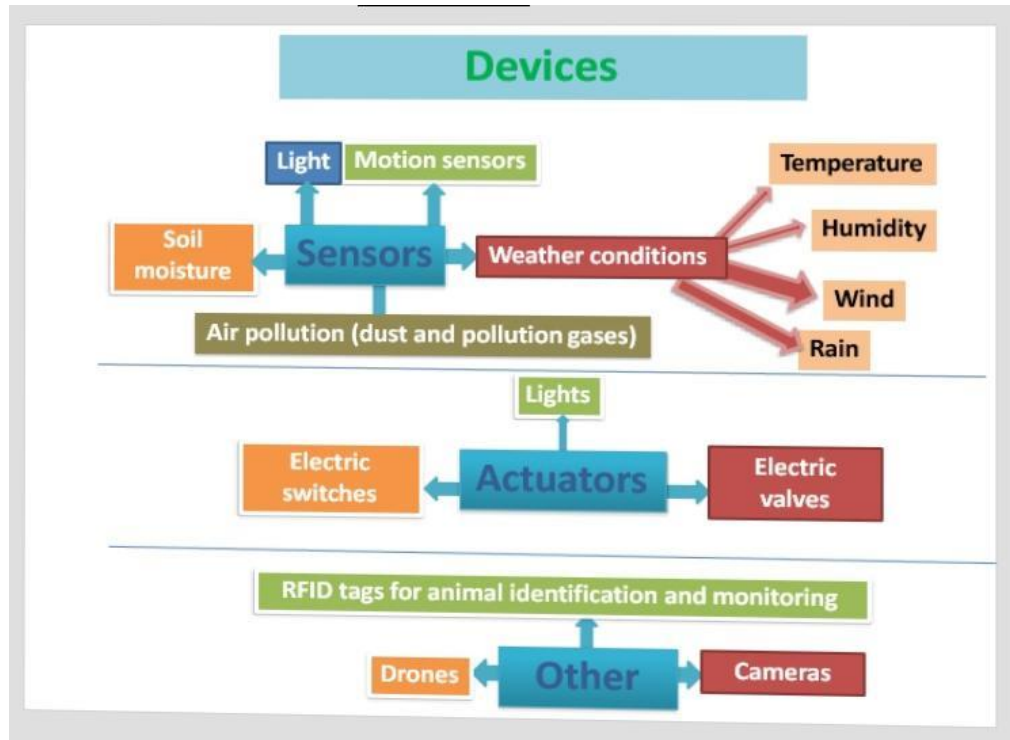 Devices
Light
Motion sensors
Temperature
Soil
moisture
Sensors
Weather conditions
Humidity
Wind
Air pollution (dust and pollution gases)
Rain
Lights
Electric
switches
Actuators
Electric
valves
RFID tags for animal identification and monitoring
Drones
Other
Cameras